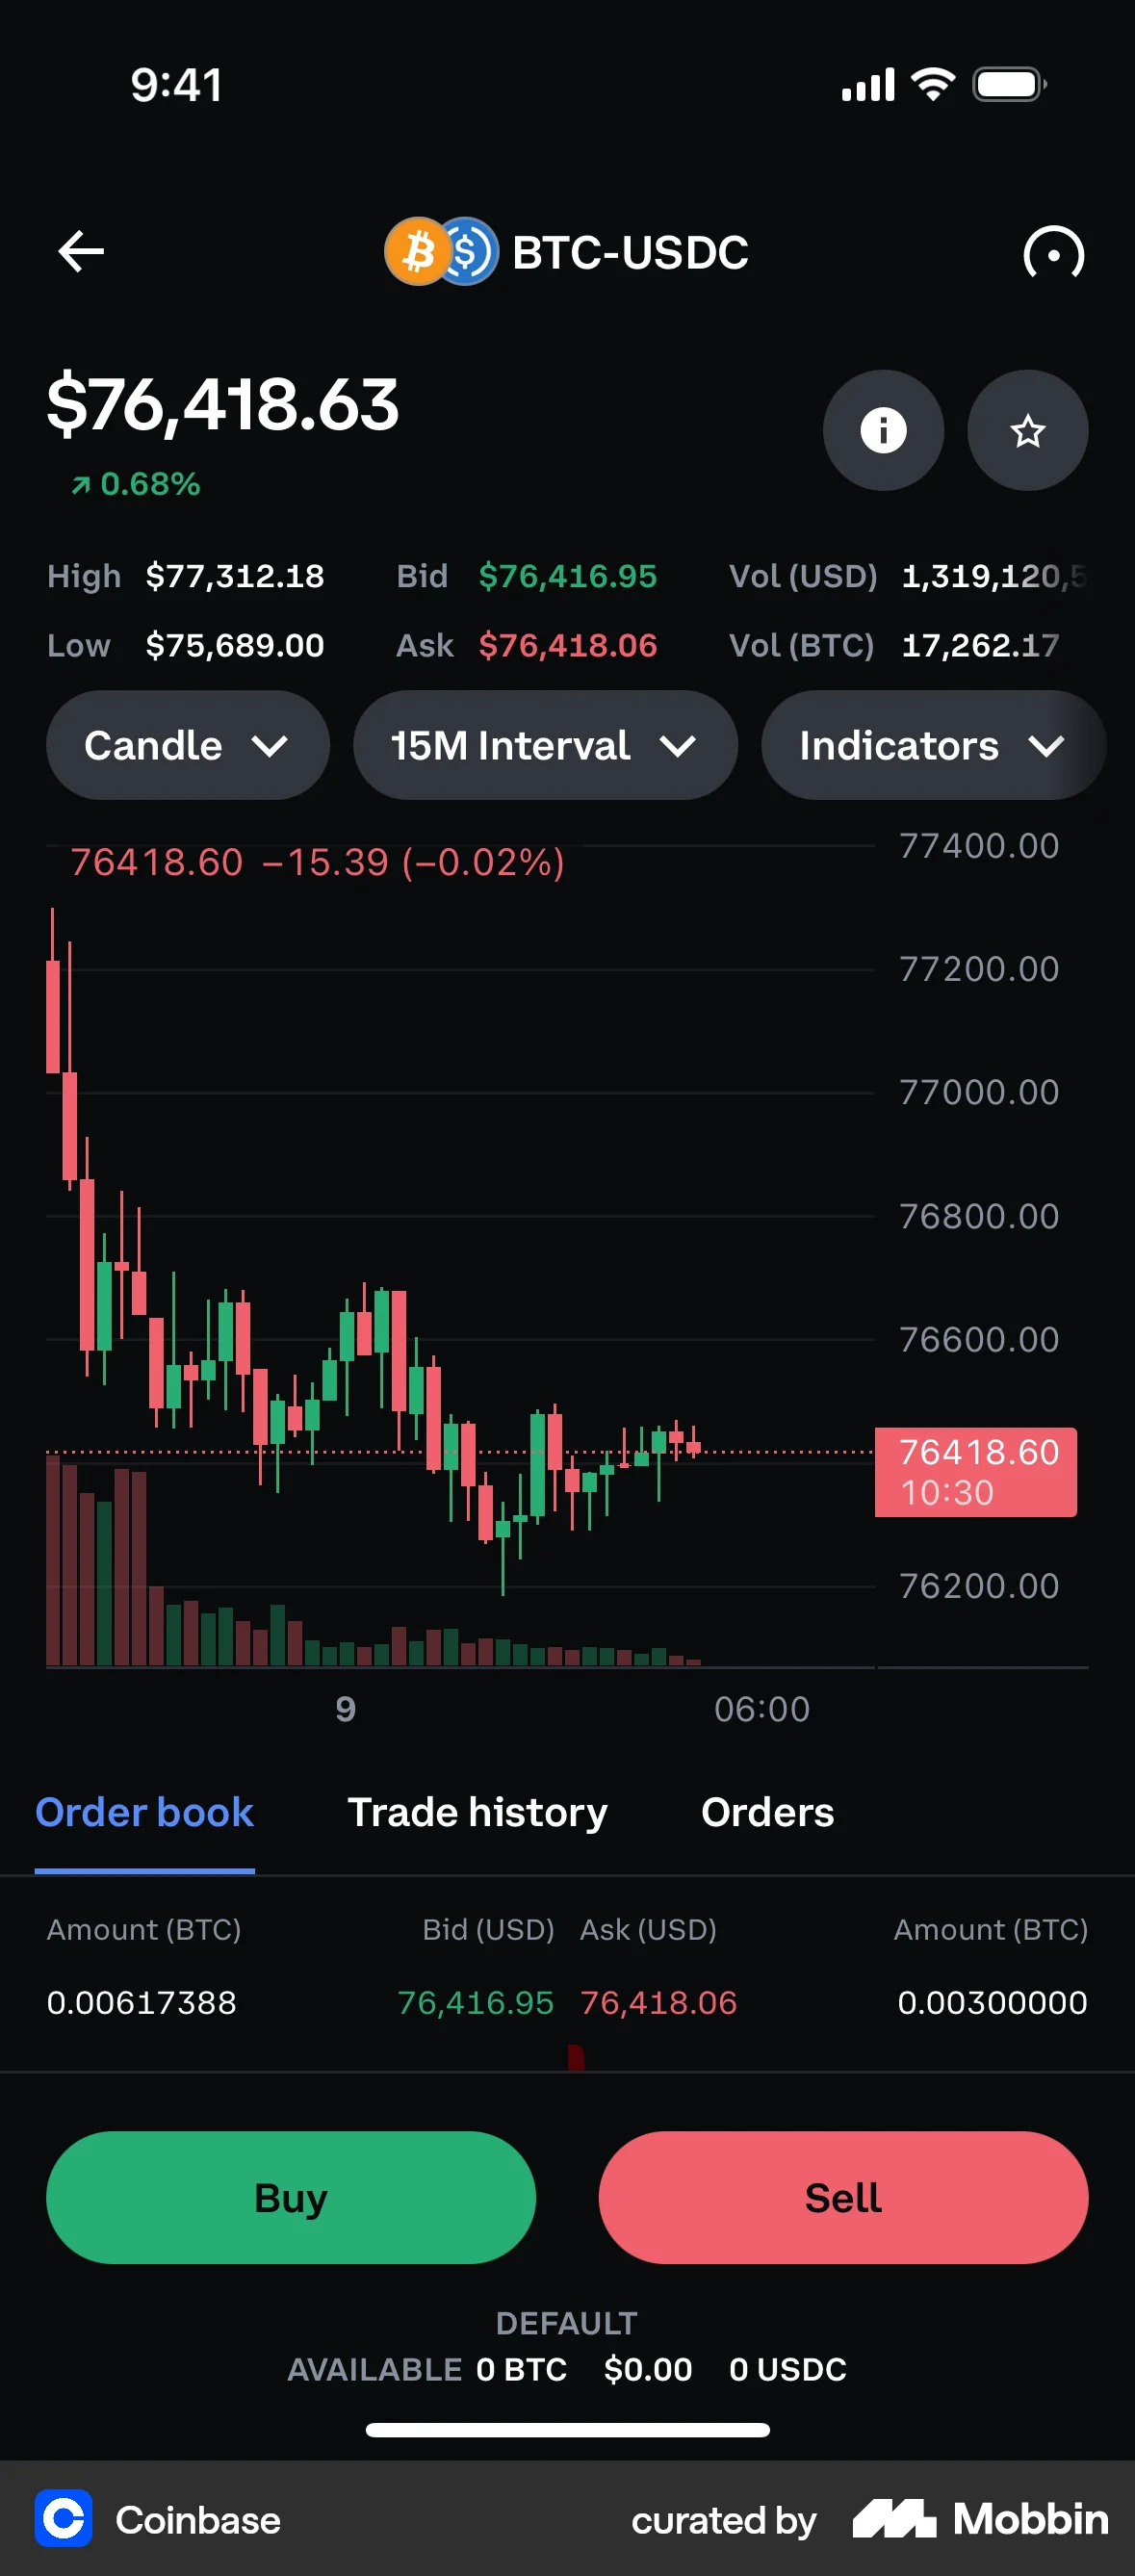 9:41
BTC-USDC
$76,418.63
↗ 0.68%
High $77,312.18 Bid $76,416.95 Vol (USD) 1,319,120,5
Low $75,689.00 Ask $76,418.06 Vol (BTC) 17,262.17
Candle 15M Interval Indicators
76418.60 −15.39 (−0.02%)
77400.00
77200.00
77000.00
76800.00
76600.00
76418.60
10:30
76200.00
9 06:00
Order book Trade history Orders
Amount (BTC) Bid (USD) Ask (USD) Amount (BTC)
0.00617388 76,416.95 76,418.06 0.00300000
Buy Sell
DEFAULT
AVAILABLE 0 BTC $0.00 0 USDC
Coinbase curated by Mobbin